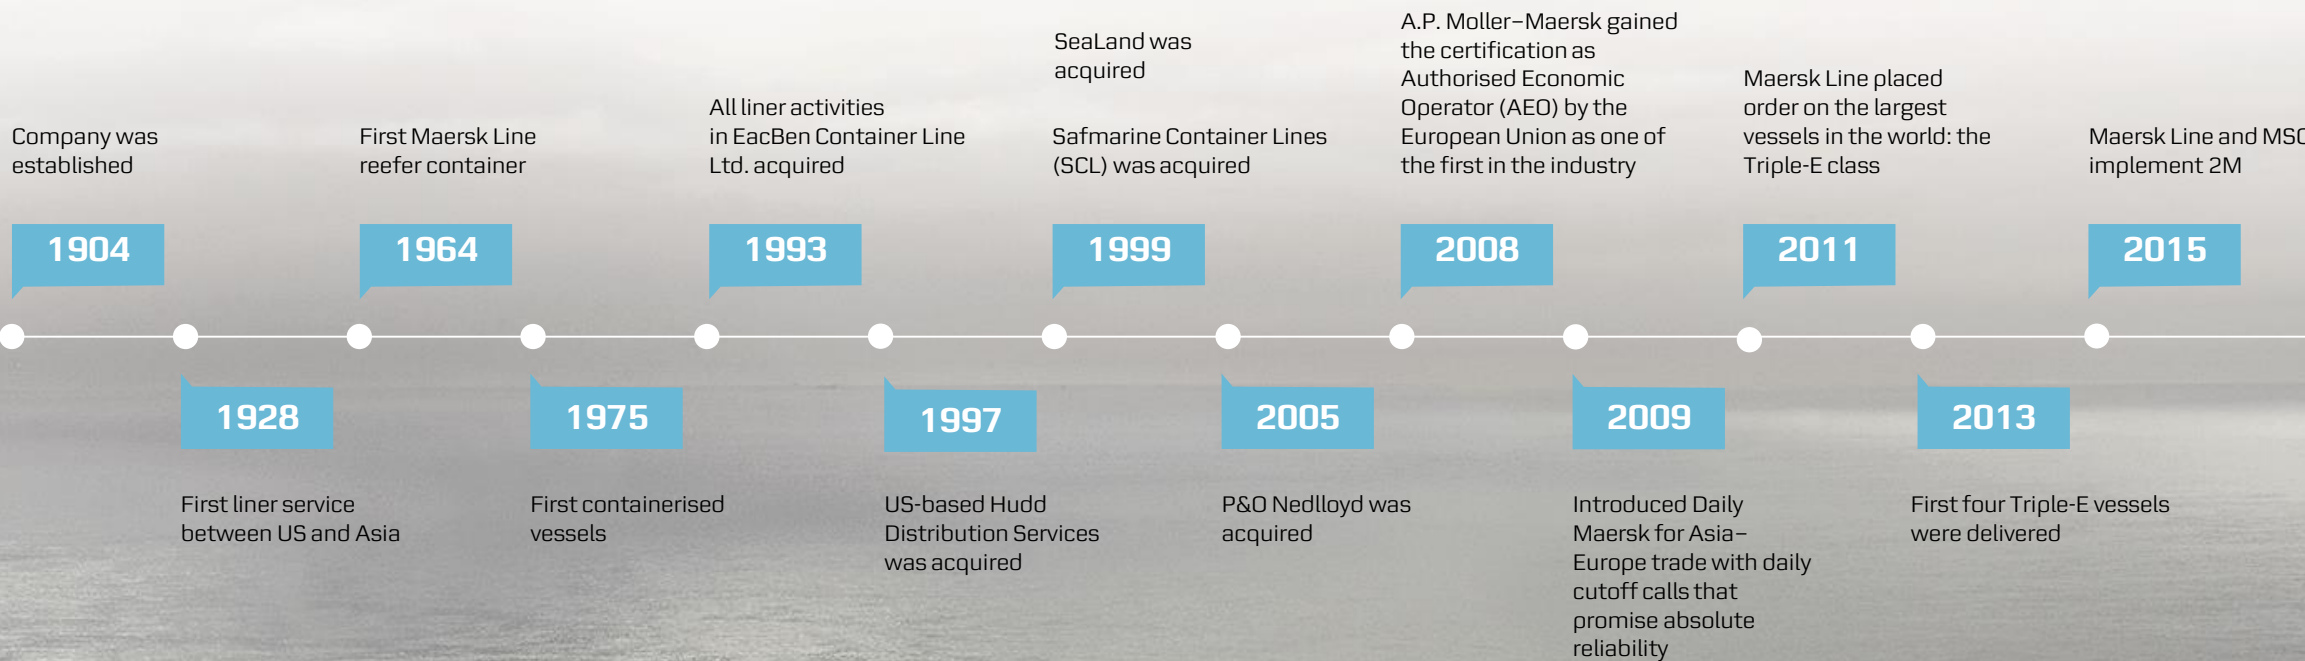 Company was
established
1904
1928
First liner service
between US and Asia
First Maersk Line
reefer container
1964
1975
First containerised
vessels
All liner activities
in EacBen Container Line
Ltd. acquired
1993
1997
US-based Hudd
Distribution Services
was acquired
SeaLand was
acquired
Safmarine Container Lines
(SCL) was acquired
1999
2005
P&O Nedlloyd was
acquired
A.P. Moller–Maersk gained
the certification as
Authorised Economic
Operator (AEO) by the
European Union as one of
the first in the industry
2008
2009
Introduced Daily
Maersk for Asia–
Europe trade with daily
cutoff calls that
promise absolute
reliability
Maersk Line placed
order on the largest
vessels in the world: the
Triple-E class
2011
2013
First four Triple-E vessels
were delivered
Maersk Line and MSC
implement 2M
2015